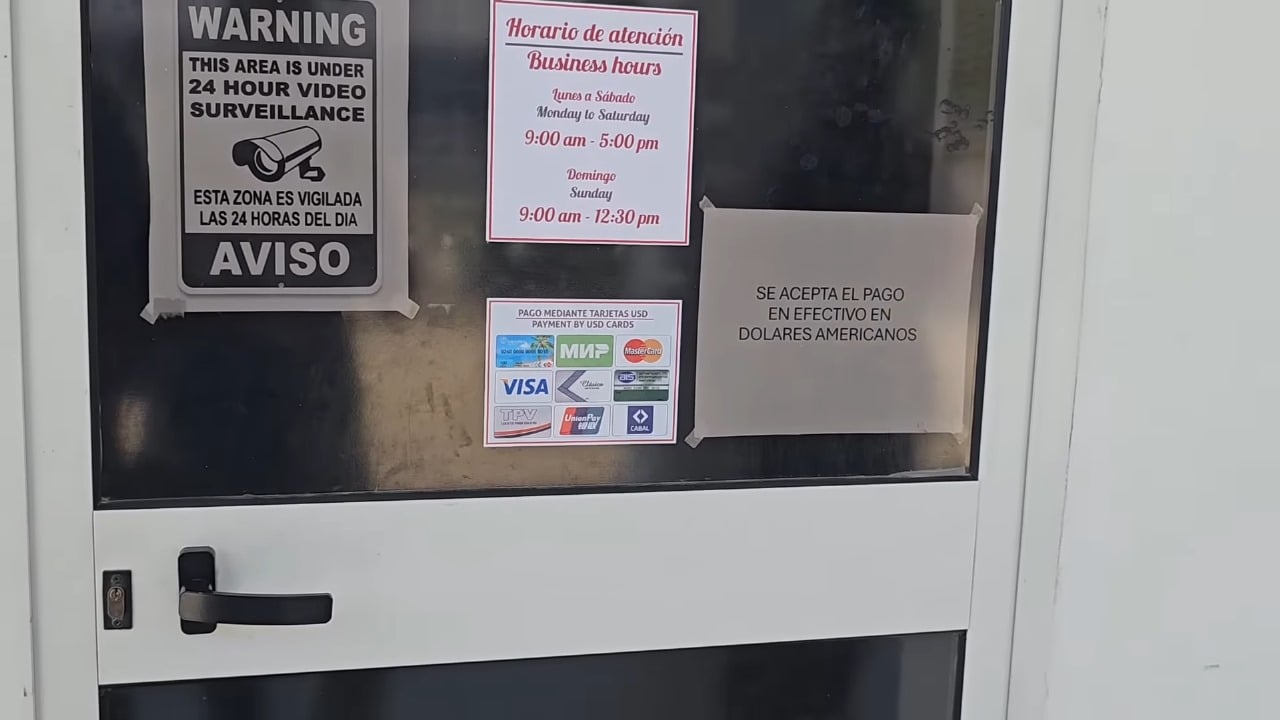 WARNING
THIS AREA IS UNDER
24 HOUR VIDEO
SURVEILLANCE
ESTA ZONA ES VIGILADA
LAS 24 HORAS DEL DIA
AVISO
Horario de atención
Business hours
Lunes a Sábado
Monday to Saturday
9:00 am - 5:00 pm
Domingo
Sunday
9:00 am - 12:30 pm
PAGO MEDIANTE TARJETAS USD
PAYMENT BY USD CARDS
МИР
MasterCard
VISA
Clásica
TPV
UnionPay
银联
CABAL
SE ACEPTA EL PAGO
EN EFECTIVO EN
DOLARES AMERICANOS